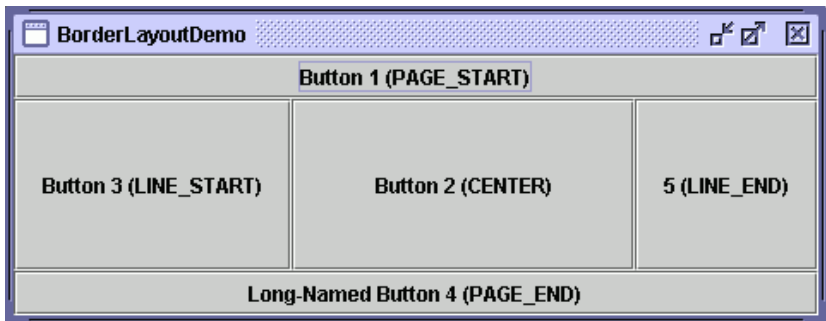 BorderLayoutDemo
Button 1 (PAGE_START)
Button 3 (LINE_START)
Button 2 (CENTER)
5 (LINE_END)
Long-Named Button 4 (PAGE_END)